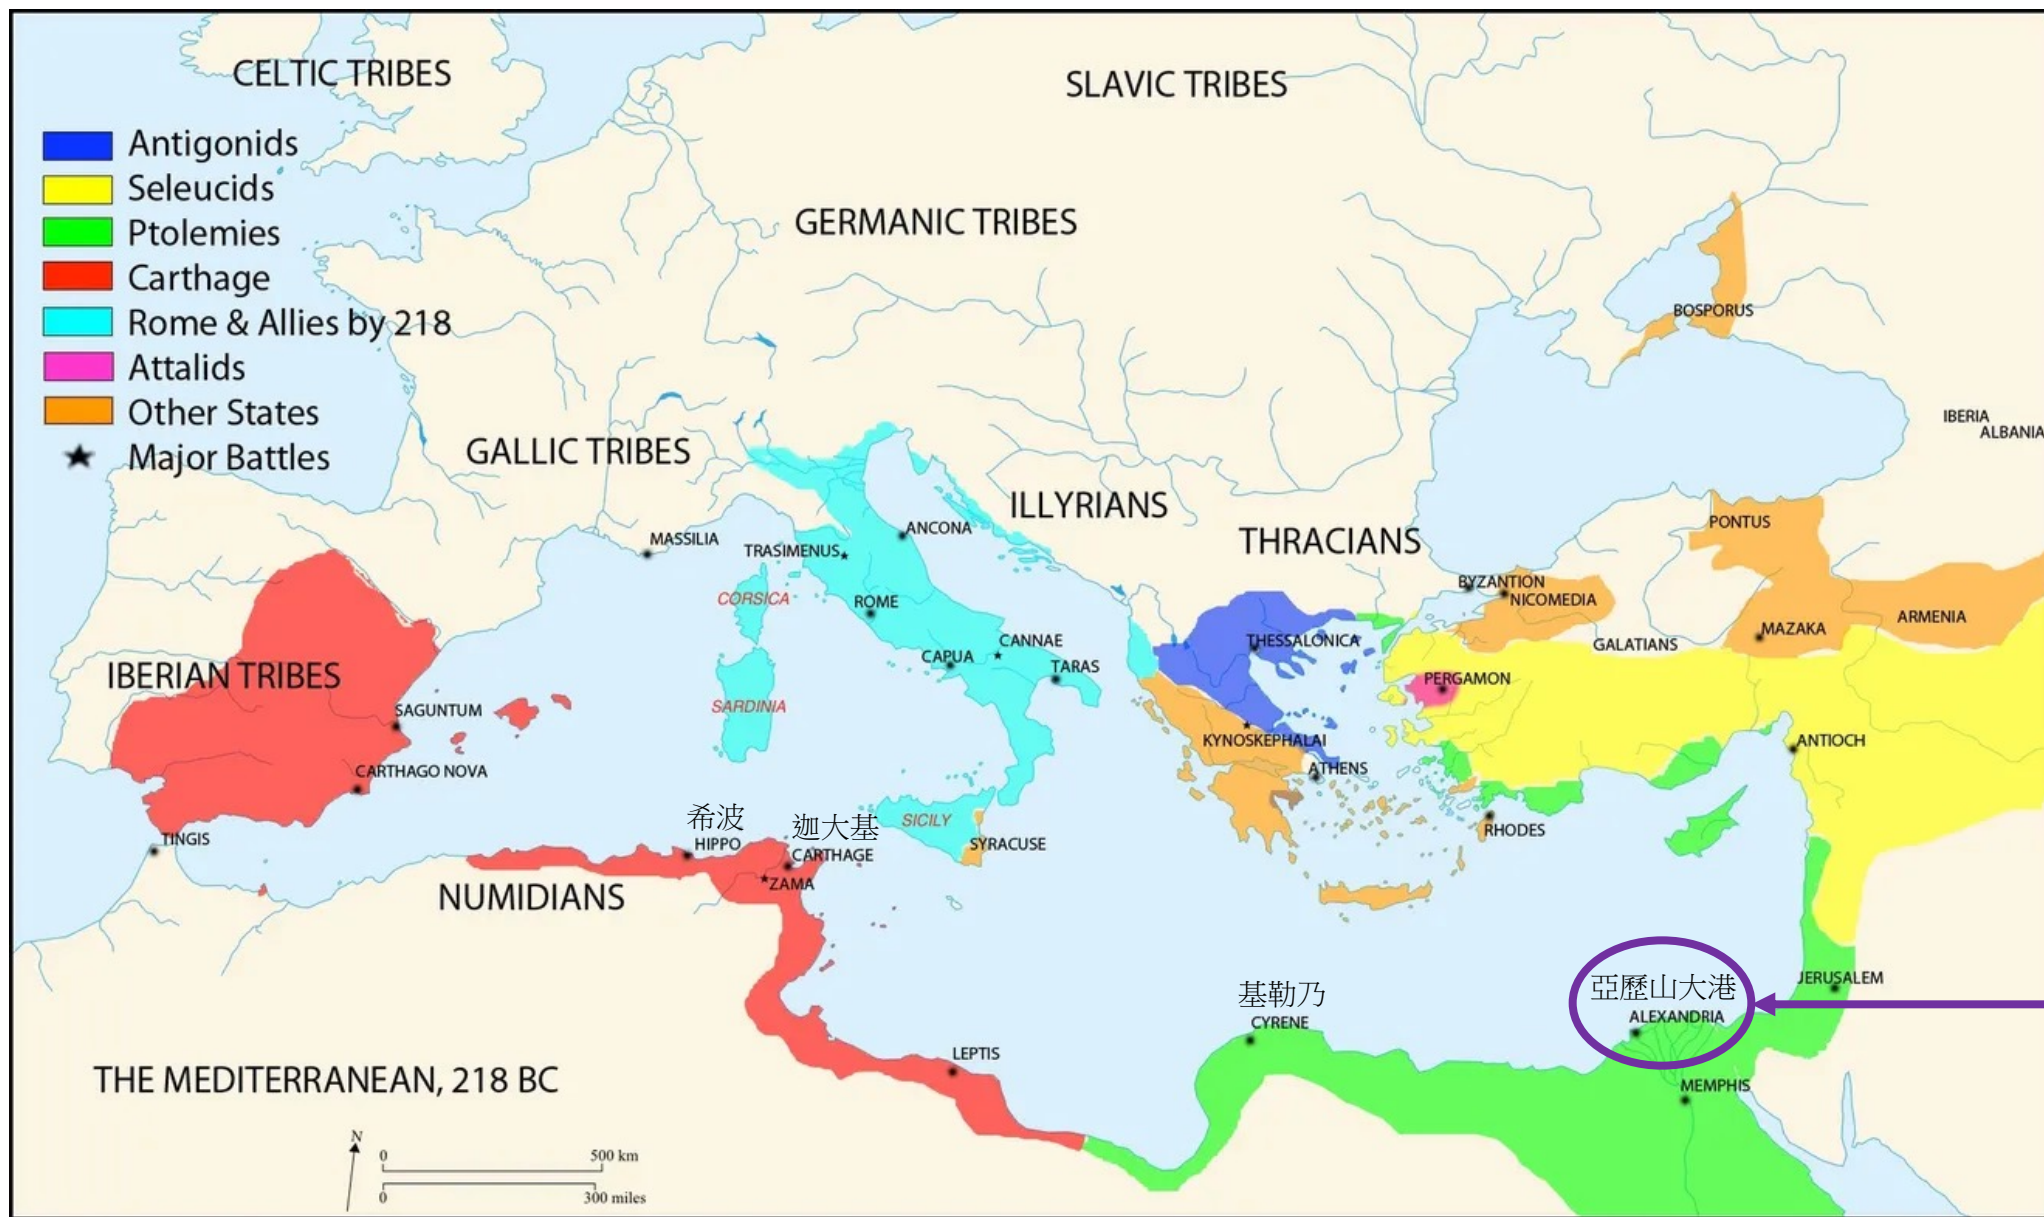 CELTIC TRIBES
SLAVIC TRIBES
Antigonids
Seleucids
Ptolemies
Carthage
Rome & Allies by 218
Attalids
Other States
Major Battles
GERMANIC TRIBES
BOSPORUS
IBERIA
ALBANIA
GALLIC TRIBES
ILLYRIANS
THRACIANS
PONTUS
MASSILIA
ANCONA
TRASIMENUS
BYZANTION
NICOMEDIA
CORSICA
ROME
ARMENIA
MAZAKA
CANNAE
THESSALONICA
GALATIANS
CAPUA
TARAS
IBERIAN TRIBES
PERGAMON
SARDINIA
SAGUNTUM
KYNOSKEPHALAI
ANTIOCH
CARTHAGO NOVA
ATHENS
希波
迦大基
SICILY
TINGIS
HIPPO
CARTHAGE
SYRACUSE
RHODES
ZAMA
NUMIDIANS
亞歷山大港
JERUSALEM
基勒乃
CYRENE
ALEXANDRIA
LEPTIS
MEMPHIS
THE MEDITERRANEAN, 218 BC
N
0 500 km
0 300 miles